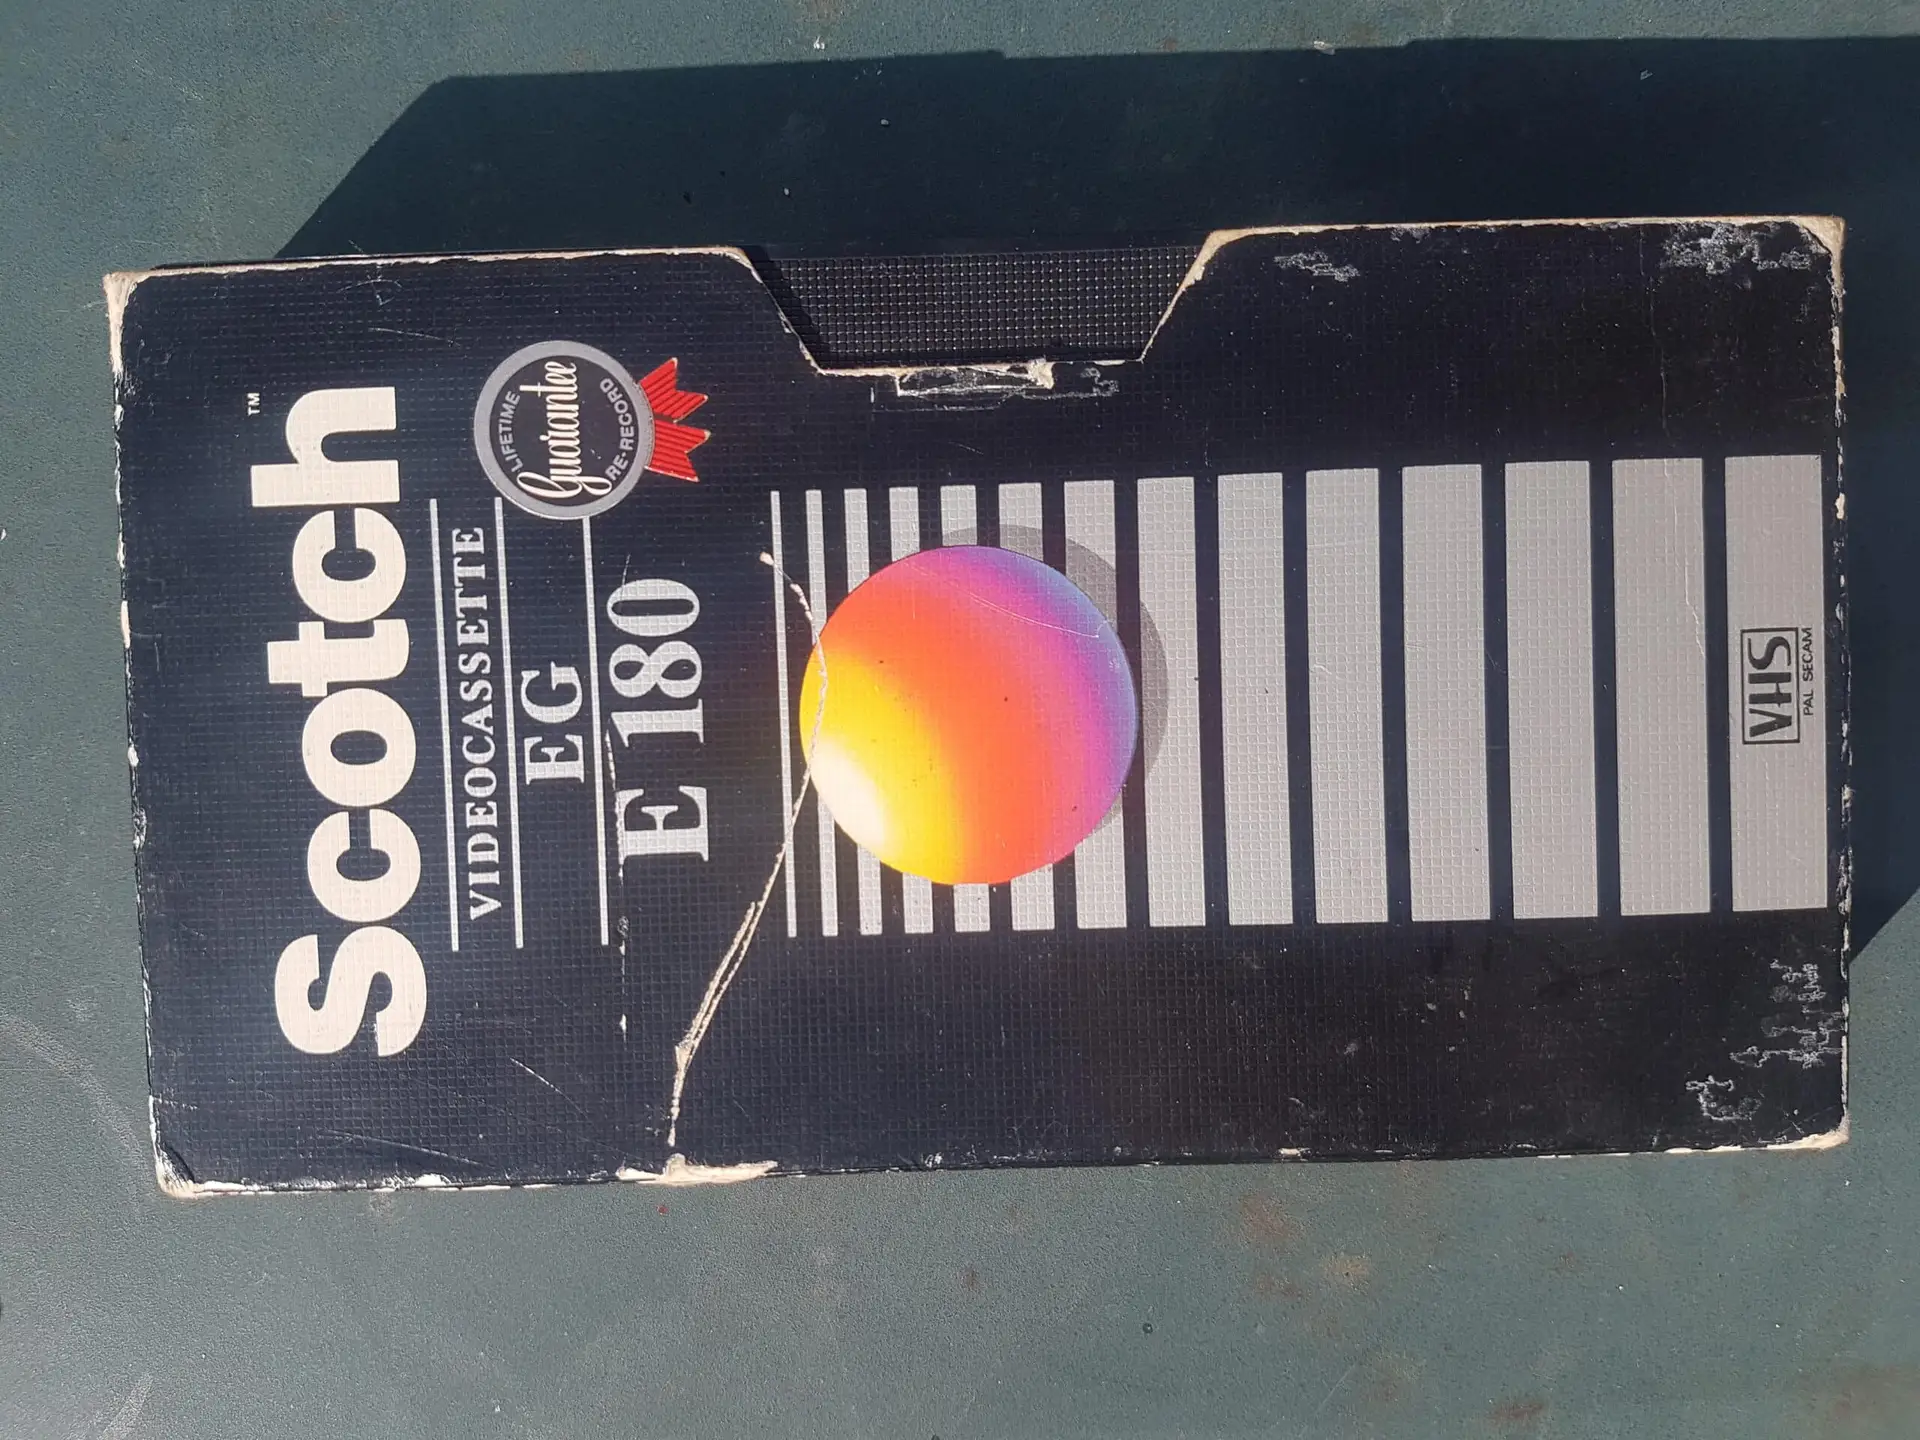 Scotch™
LIFETIME
Guarantee
RE-RECORD
VIDEOCASSETTE
EG
E 180
VHS
PAL SECAM